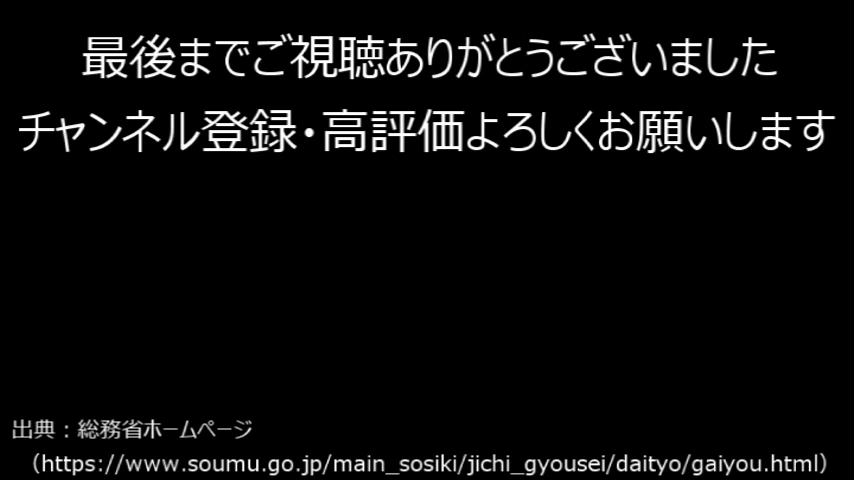 最後までご視聴ありがとうございました
チャンネル登録・高評価よろしくお願いします
出典：総務省ホームページ
（https://www.soumu.go.jp/main_sosiki/jichi_gyousei/daityo/gaiyou.html）